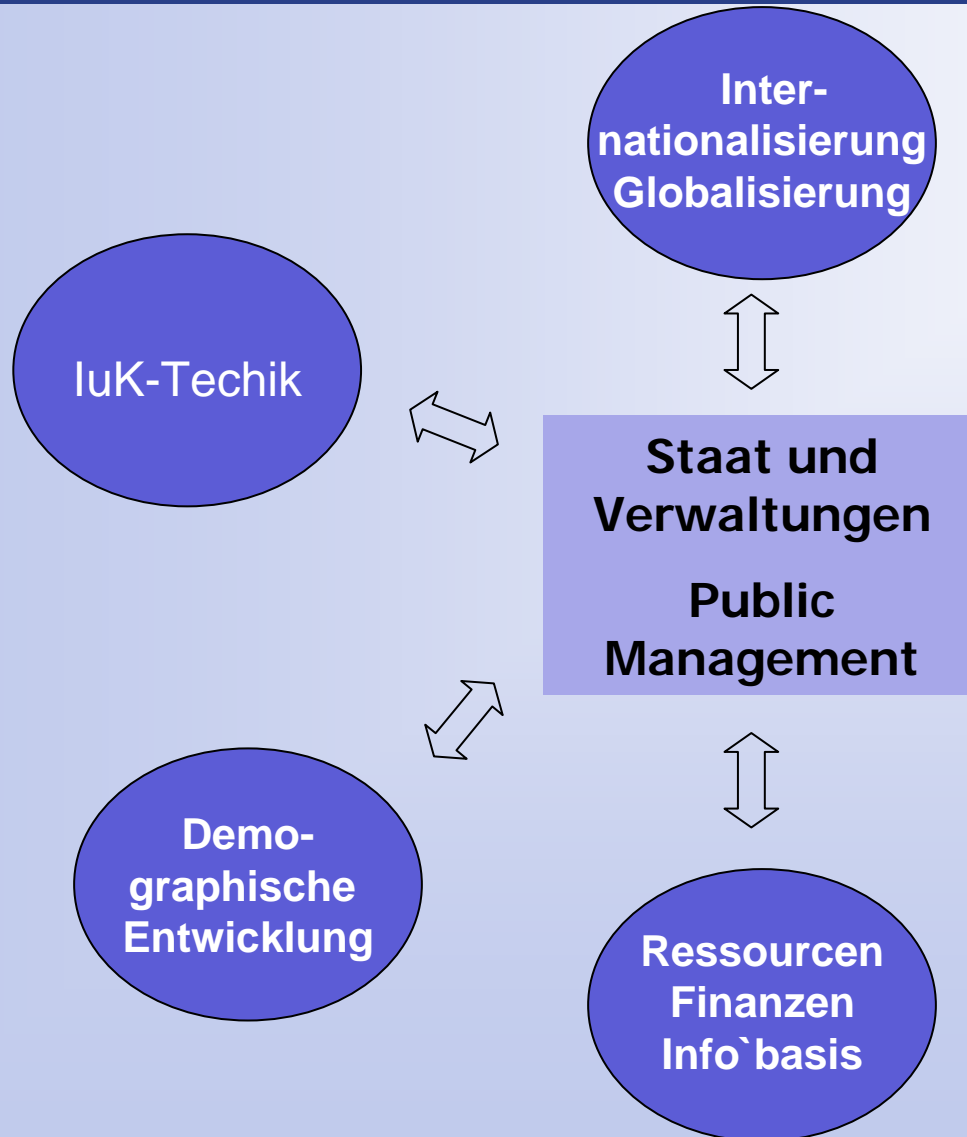 Inter-
nationalisierung
Globalisierung
IuK-Techik
Staat und
Verwaltungen
Public
Management
Demo-
graphische
Entwicklung
Ressourcen
Finanzen
Info`basis